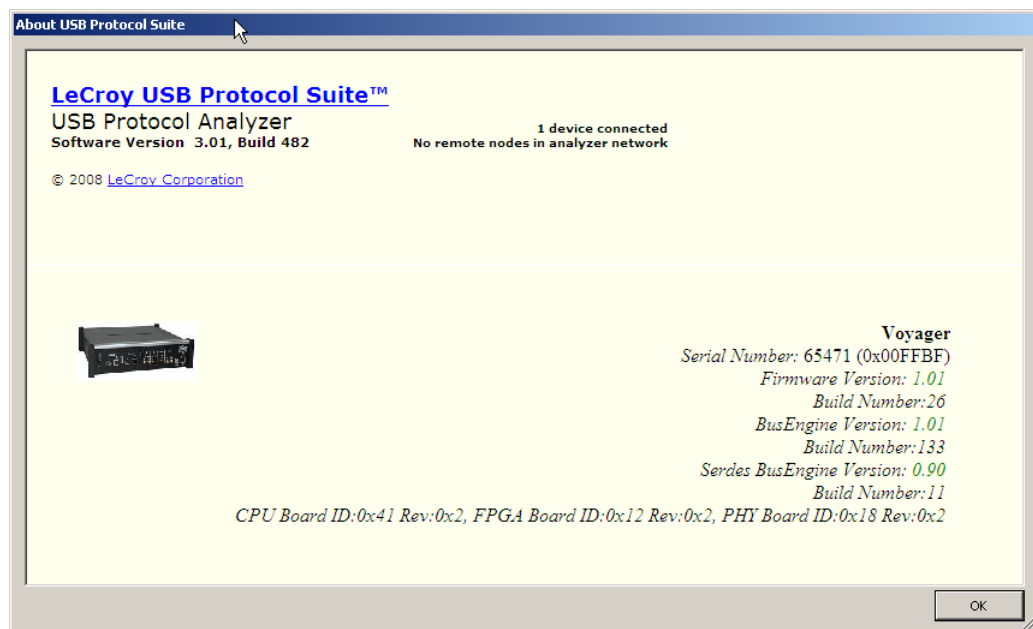 About USB Protocol Suite
LeCroy USB Protocol Suite™
USB Protocol Analyzer
Software Version 3.01, Build 482
1 device connected
No remote nodes in analyzer network
© 2008 LeCroy Corporation
Voyager
Serial Number: 65471 (0x00FFBF)
Firmware Version: 1.01
Build Number:26
BusEngine Version: 1.01
Build Number:133
Serdes BusEngine Version: 0.90
Build Number:11
CPU Board ID:0x41 Rev:0x2, FPGA Board ID:0x12 Rev:0x2, PHY Board ID:0x18 Rev:0x2
OK